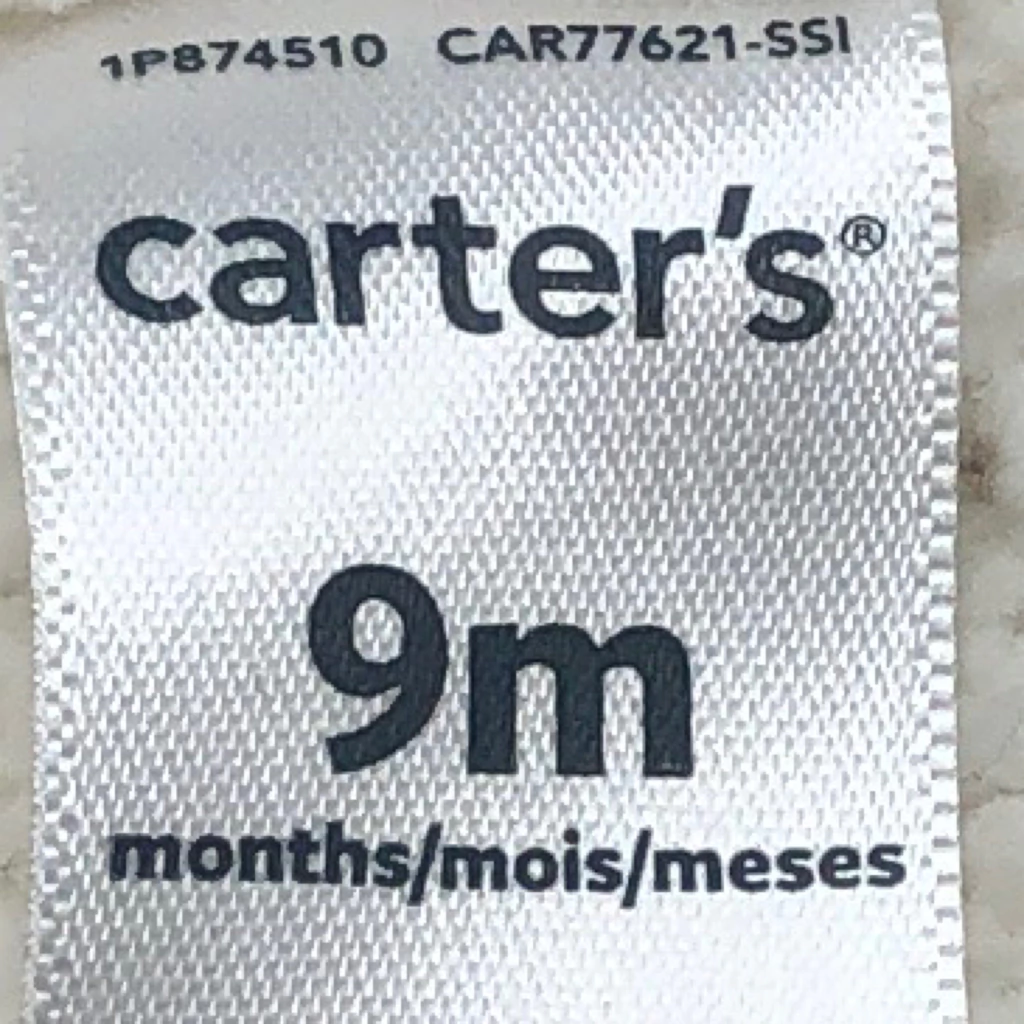 1P874510 CAR77621-SSI
carter's®
9m
months/mois/meses